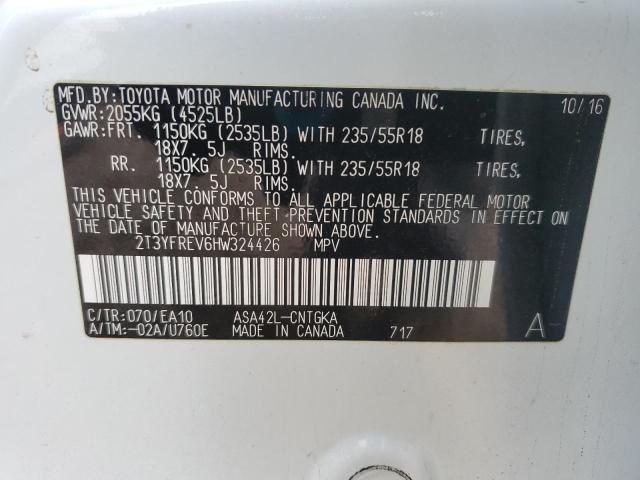 MFD.BY:TOYOTA MOTOR MANUFACTURING CANADA INC. 10/16
GVWR:2055KG (4525LB)
GAWR:FRT. 1150KG (2535LB) WITH 235/55R18 TIRES,
18X7. 5J RIMS.
RR. 1150KG (2535LB) WITH 235/55R18 TIRES,
18X7. 5J RIMS.
THIS VEHICLE CONFORMS TO ALL APPLICABLE FEDERAL MOTOR
VEHICLE SAFETY AND THEFT PREVENTION STANDARDS IN EFFECT ON
THE DATE OF MANUFACTURE SHOWN ABOVE.
2T3YFREV6HW324426 MPV
C/TR:070/EA10 ASA42L-CNTGKA
A/TM:-02A/U760E MADE IN CANADA 717 A